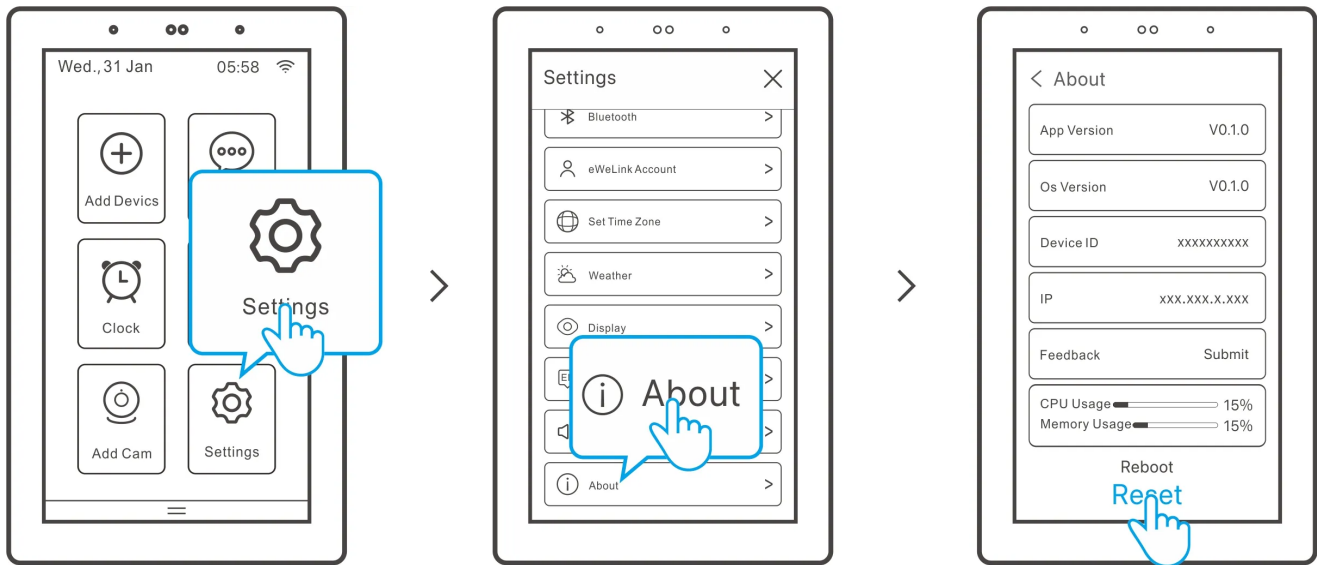 Wed.,31 Jan 05:58
Add Devics
Settings
Clock
Add Cam
Settings
Settings
Bluetooth
eWeLink Account
Set Time Zone
Weather
Display
About
About
About
App Version V0.1.0
Os Version V0.1.0
Device ID xxxxxxxxxx
IP xxx.xxx.x.xxx
Feedback Submit
CPU Usage 15%
Memory Usage 15%
Reboot
Reset